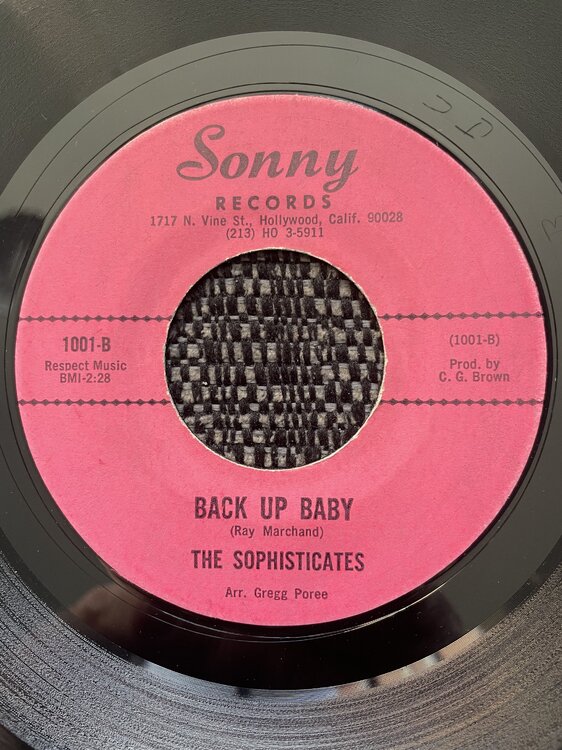 Sonny
RECORDS
1717 N. Vine St., Hollywood, Calif. 90028
(213) HO 3-5911
1001-B
Respect Music
BMI-2:28
(1001-B)
Prod. by
C. G. Brown
BACK UP BABY
(Ray Marchand)
THE SOPHISTICATES
Arr. Gregg Poree